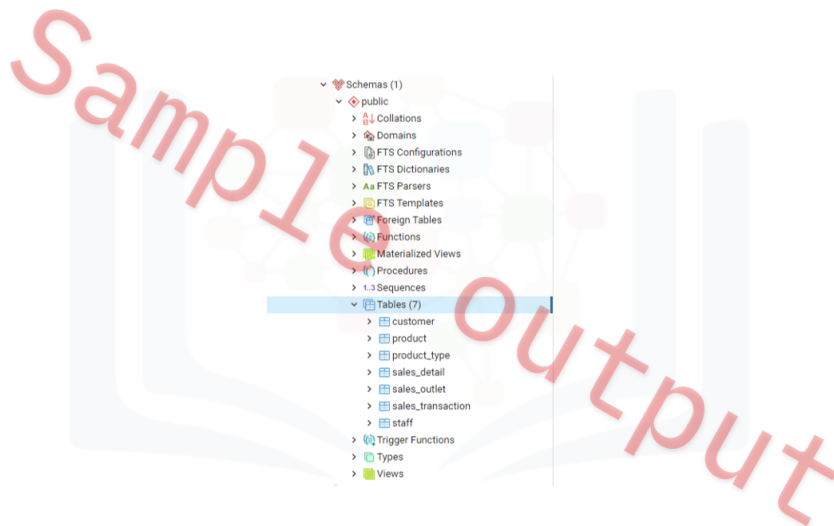 Schemas (1)
public
Collations
Domains
FTS Configurations
FTS Dictionaries
Aa FTS Parsers
FTS Templates
Foreign Tables
Functions
Materialized Views
Procedures
1..3 Sequences
Tables (7)
customer
product
product_type
sales_detail
sales_outlet
sales_transaction
staff
Trigger Functions
Types
Views
Sample output